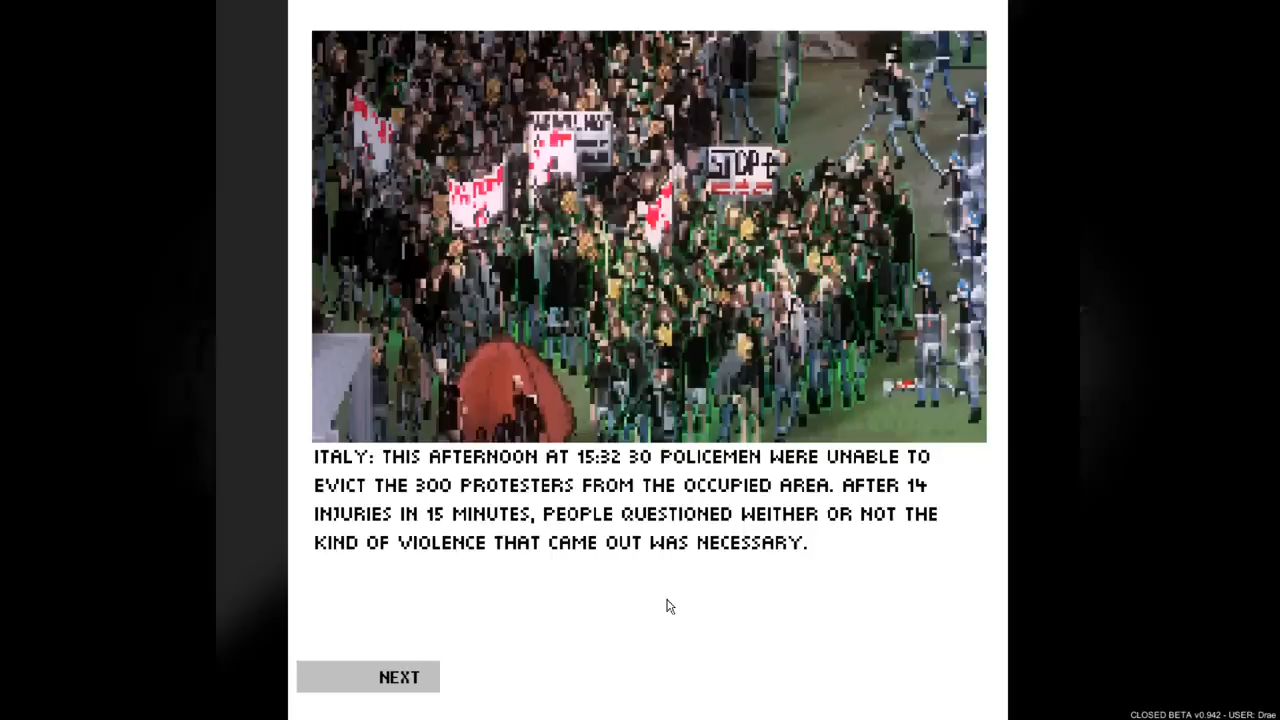 STOP
ITALY: THIS AFTERNOON AT 15:32 30 POLICEMEN WERE UNABLE TO
EVICT THE 300 PROTESTERS FROM THE OCCUPIED AREA. AFTER 14
INJURIES IN 15 MINUTES, PEOPLE QUESTIONED WEITHER OR NOT THE
KIND OF VIOLENCE THAT CAME OUT WAS NECESSARY.
NEXT
CLOSED BETA v0.942 - USER: Drae